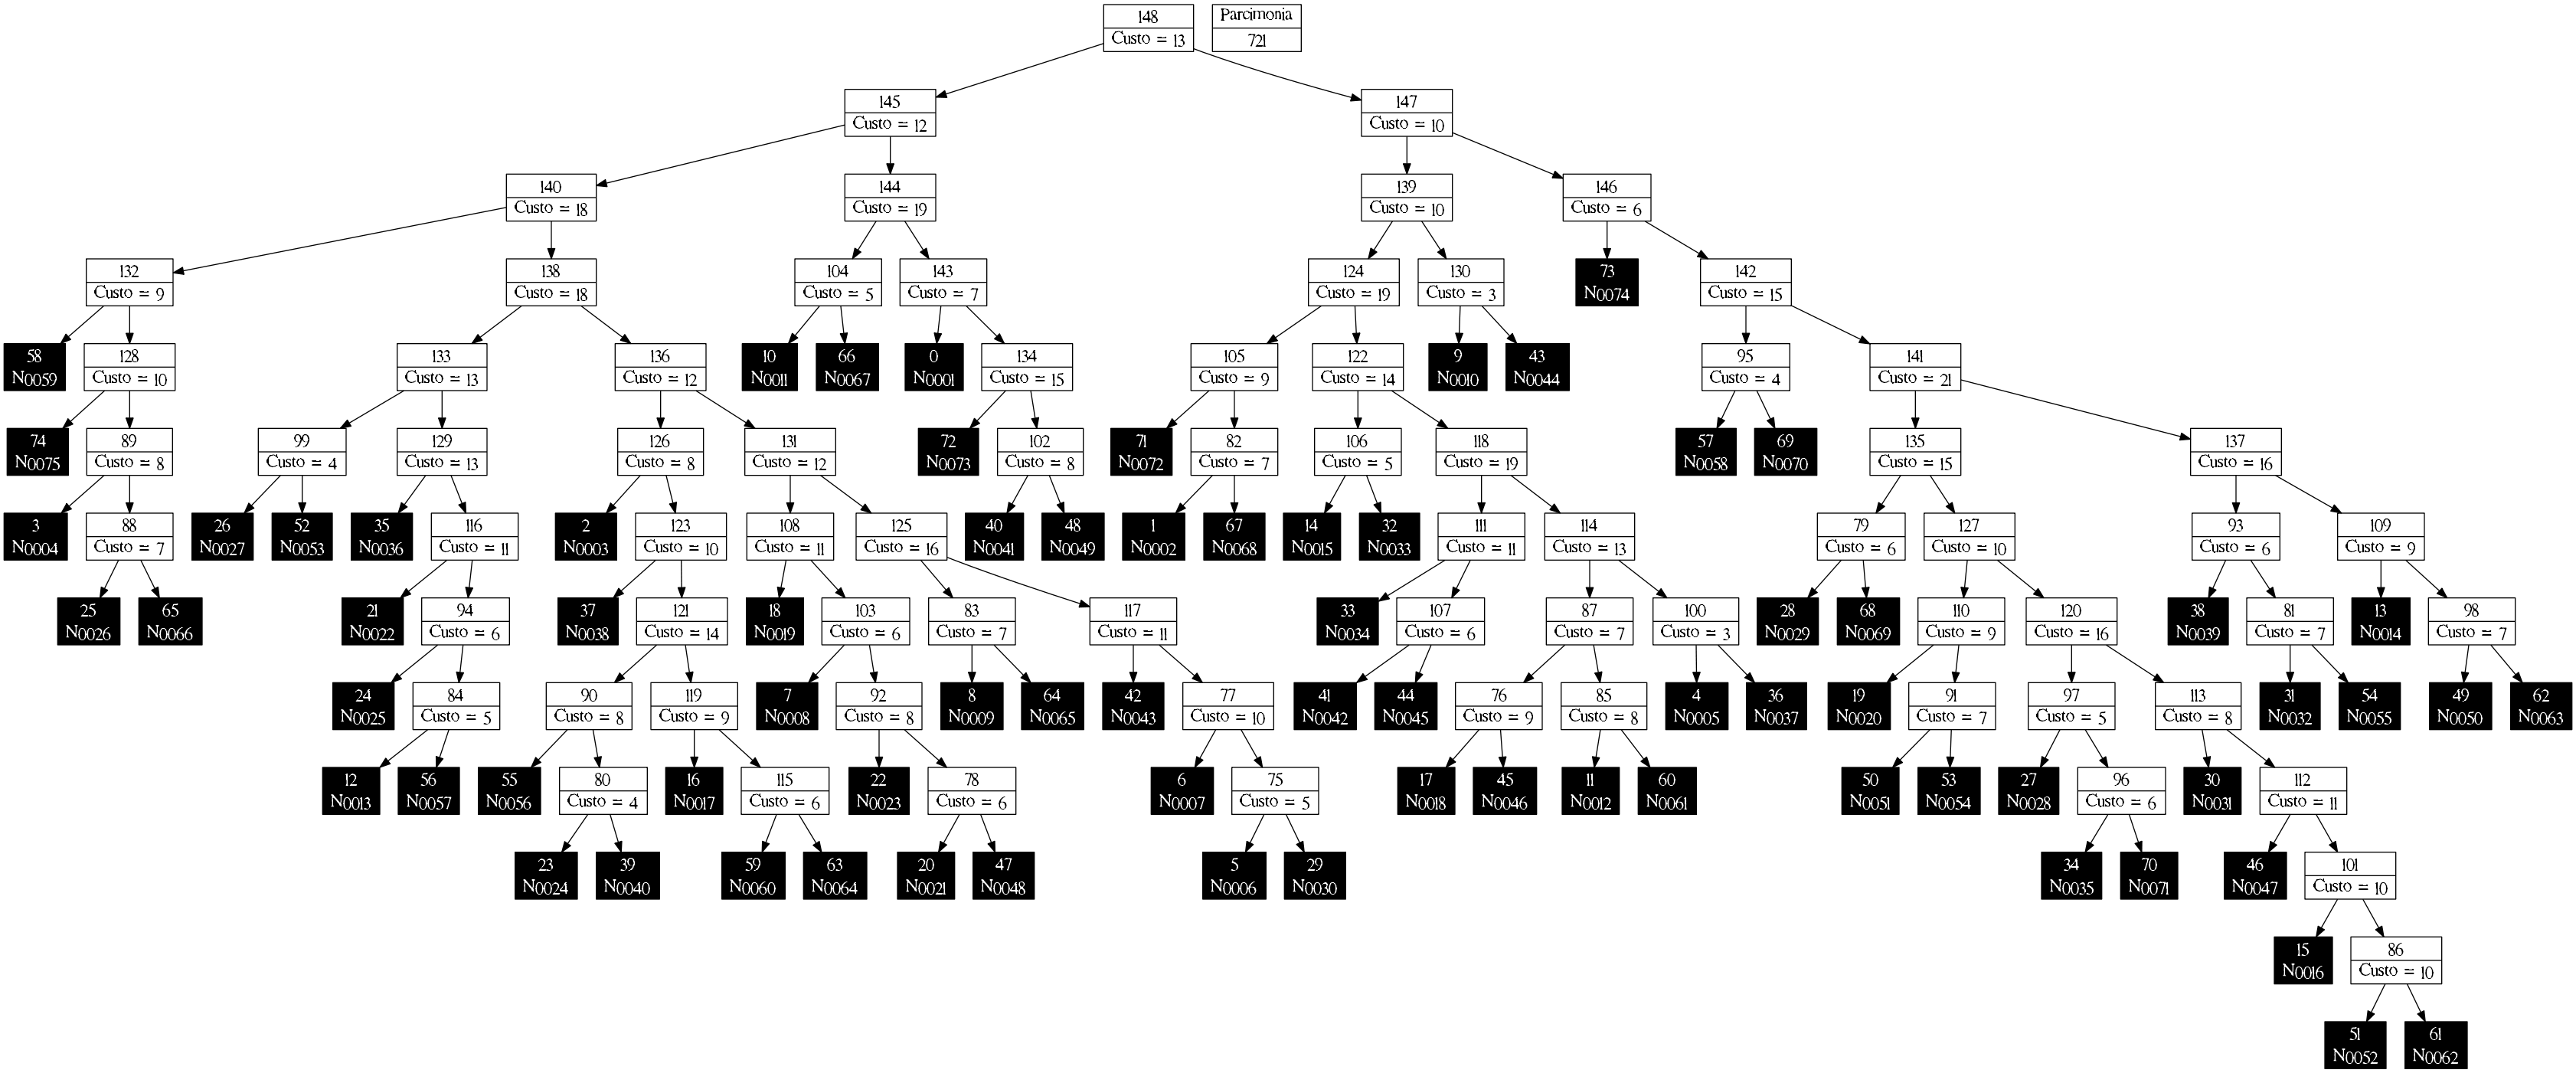 148
Custo = 13
Parcimonia
721
145
Custo = 12
147
Custo = 10
140
Custo = 18
144
Custo = 19
139
Custo = 10
146
Custo = 6
132
Custo = 9
138
Custo = 18
104
Custo = 5
143
Custo = 7
124
Custo = 19
130
Custo = 3
73
N0074
142
Custo = 15
58
N0059
128
Custo = 10
133
Custo = 13
136
Custo = 12
10
N0011
66
N0067
0
N0001
134
Custo = 15
105
Custo = 9
122
Custo = 14
9
N0010
43
N0044
95
Custo = 4
141
Custo = 21
74
N0075
89
Custo = 8
99
Custo = 4
129
Custo = 13
126
Custo = 8
131
Custo = 12
72
N0073
102
Custo = 8
71
N0072
82
Custo = 7
106
Custo = 5
118
Custo = 19
57
N0058
69
N0070
135
Custo = 15
137
Custo = 16
3
N0004
88
Custo = 7
26
N0027
52
N0053
35
N0036
116
Custo = 11
2
N0003
123
Custo = 10
108
Custo = 11
125
Custo = 16
40
N0041
48
N0049
1
N0002
67
N0068
14
N0015
32
N0033
111
Custo = 11
114
Custo = 13
79
Custo = 6
127
Custo = 10
93
Custo = 6
109
Custo = 9
25
N0026
65
N0066
21
N0022
94
Custo = 6
37
N0038
121
Custo = 14
18
N0019
103
Custo = 6
83
Custo = 7
117
Custo = 11
33
N0034
107
Custo = 6
87
Custo = 7
100
Custo = 3
28
N0029
68
N0069
110
Custo = 9
120
Custo = 16
38
N0039
81
Custo = 7
13
N0014
98
Custo = 7
24
N0025
84
Custo = 5
90
Custo = 8
119
Custo = 9
7
N0008
92
Custo = 8
8
N0009
64
N0065
42
N0043
77
Custo = 10
41
N0042
44
N0045
76
Custo = 9
85
Custo = 8
4
N0005
36
N0037
19
N0020
91
Custo = 7
97
Custo = 5
113
Custo = 8
31
N0032
54
N0055
49
N0050
62
N0063
12
N0013
56
N0057
55
N0056
80
Custo = 4
16
N0017
115
Custo = 6
22
N0023
78
Custo = 6
6
N0007
75
Custo = 5
17
N0018
45
N0046
11
N0012
60
N0061
50
N0051
53
N0054
27
N0028
96
Custo = 6
30
N0031
112
Custo = 11
23
N0024
39
N0040
59
N0060
63
N0064
20
N0021
47
N0048
5
N0006
29
N0030
34
N0035
70
N0071
46
N0047
101
Custo = 10
15
N0016
86
Custo = 10
51
N0052
61
N0062